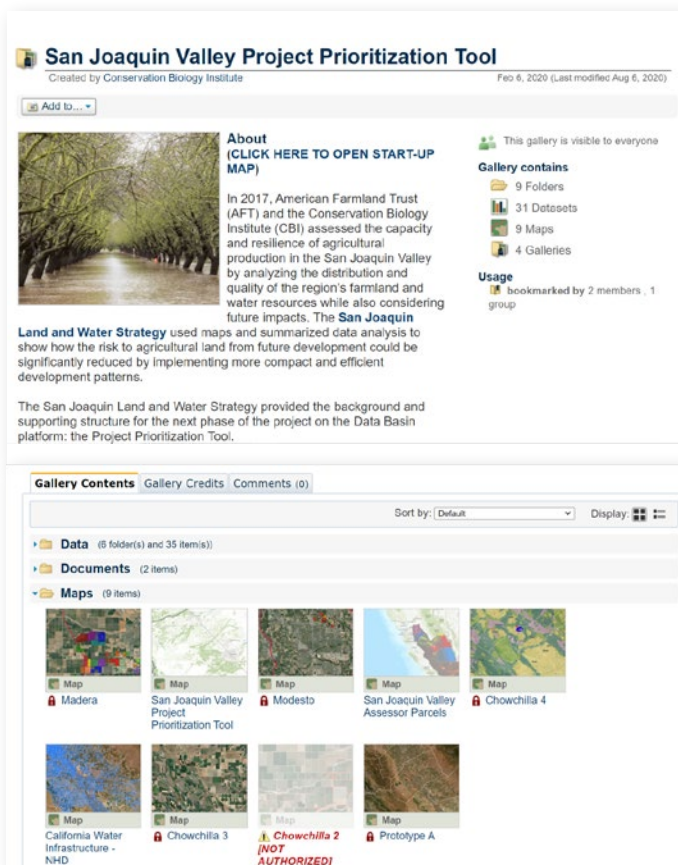 San Joaquin Valley Project Prioritization Tool
Created by Conservation Biology Institute
Feb 6, 2020 (Last modified Aug 6, 2020)
Add to...
About
(CLICK HERE TO OPEN START-UP
MAP)
In 2017, American Farmland Trust
(AFT) and the Conservation Biology
Institute (CBI) assessed the capacity
and resilience of agricultural
production in the San Joaquin Valley
by analyzing the distribution and
quality of the region's farmland and
water resources while also considering
future impacts. The San Joaquin
Land and Water Strategy used maps and summarized data analysis to
show how the risk to agricultural land from future development could be
significantly reduced by implementing more compact and efficient
development patterns.
The San Joaquin Land and Water Strategy provided the background and
supporting structure for the next phase of the project on the Data Basin
platform: the Project Prioritization Tool.
This gallery is visible to everyone
Gallery contains
9 Folders
31 Datasets
9 Maps
4 Galleries
Usage
bookmarked by 2 members , 1
group
Gallery Contents Gallery Credits Comments (0)
Sort by: Default Display:
Data (6 folder(s) and 35 item(s))
Documents (2 items)
Maps (9 items)
Map Map Map Map Map
Madera
San Joaquin Valley
Project
Prioritization Tool
Modesto
San Joaquin Valley
Assessor Parcels
Chowchilla 4
Map Map Map Map
California Water
Infrastructure -
NHD
Chowchilla 3
Chowchilla 2
[NOT
AUTHORIZED]
Prototype A